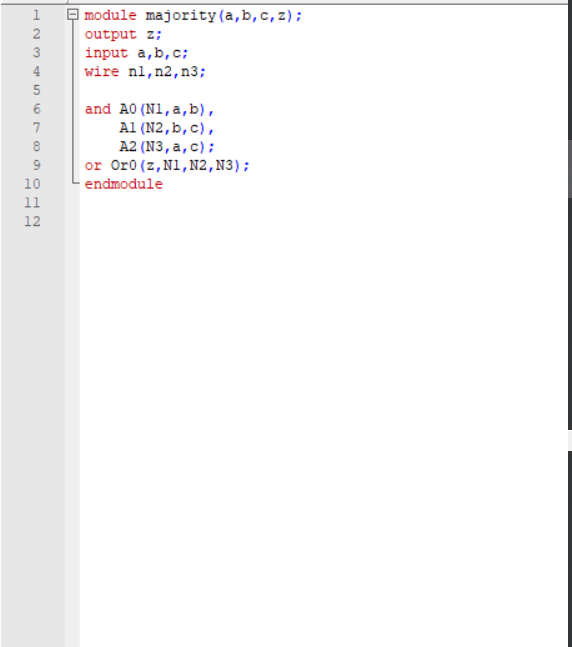 1 module majority(a,b,c,z);
2 output z;
3 input a,b,c;
4 wire n1,n2,n3;
5
6 and A0(N1,a,b),
7 A1(N2,b,c),
8 A2(N3,a,c);
9 or Or0(z,N1,N2,N3);
10 endmodule
11
12